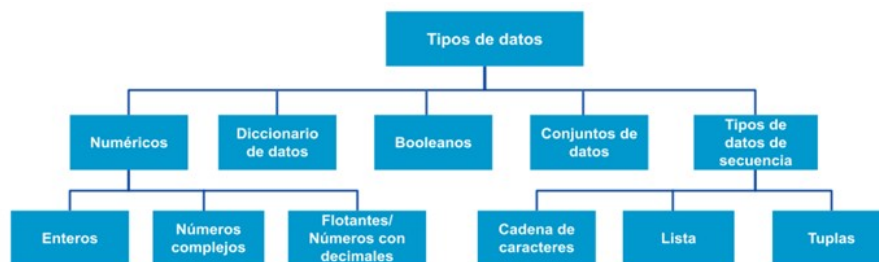 Tipos de datos
Numéricos
Diccionario
de datos
Booleanos
Conjuntos de
datos
Tipos de
datos de
secuencia
Enteros
Números
complejos
Flotantes/
Números con
decimales
Cadena de
caracteres
Lista
Tuplas